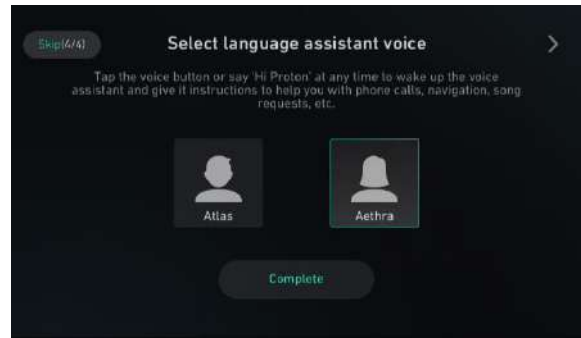 Skip(4/4)
Select language assistant voice
Tap the voice button or say 'Hi Proton' at any time to wake up the voice
assistant and give it instructions to help you with phone calls, navigation, song
requests, etc.
Atlas
Aethra
Complete